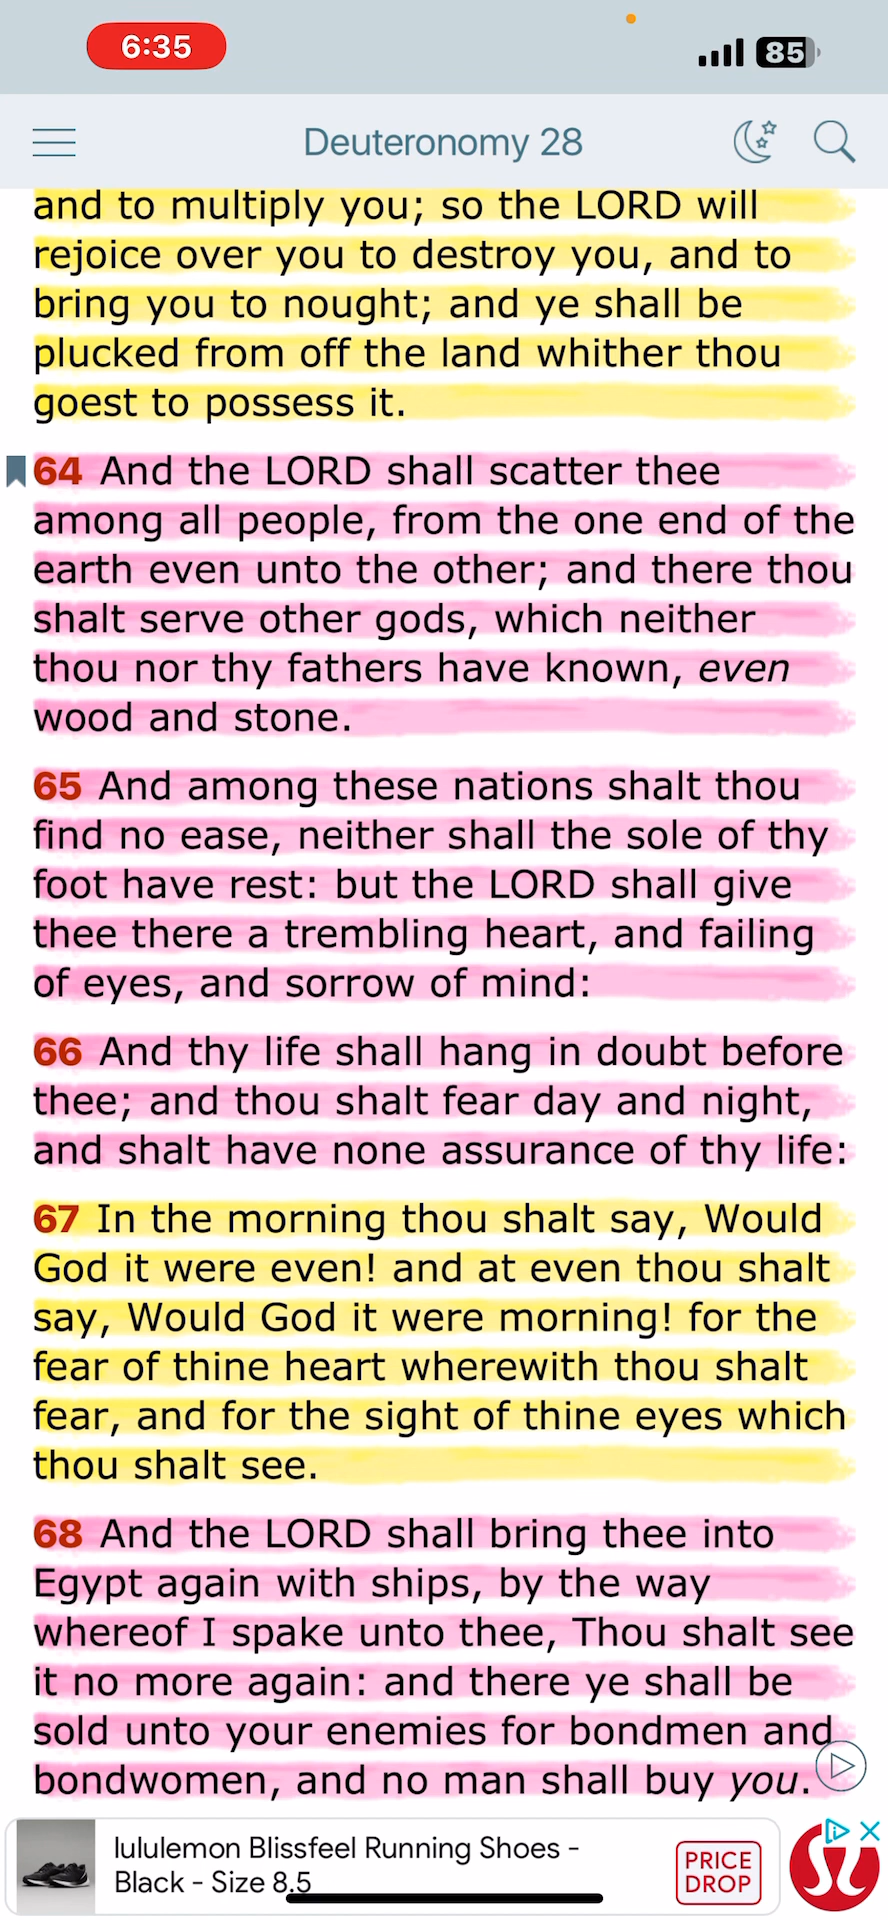 6:35
85
Deuteronomy 28
and to multiply you; so the LORD will
rejoice over you to destroy you, and to
bring you to nought; and ye shall be
plucked from off the land whither thou
goest to possess it.
64 And the LORD shall scatter thee
among all people, from the one end of the
earth even unto the other; and there thou
shalt serve other gods, which neither
thou nor thy fathers have known, even
wood and stone.
65 And among these nations shalt thou
find no ease, neither shall the sole of thy
foot have rest: but the LORD shall give
thee there a trembling heart, and failing
of eyes, and sorrow of mind:
66 And thy life shall hang in doubt before
thee; and thou shalt fear day and night,
and shalt have none assurance of thy life:
67 In the morning thou shalt say, Would
God it were even! and at even thou shalt
say, Would God it were morning! for the
fear of thine heart wherewith thou shalt
fear, and for the sight of thine eyes which
thou shalt see.
68 And the LORD shall bring thee into
Egypt again with ships, by the way
whereof I spake unto thee, Thou shalt see
it no more again: and there ye shall be
sold unto your enemies for bondmen and
bondwomen, and no man shall buy you.
lululemon Blissfeel Running Shoes -
Black - Size 8.5
PRICE
DROP